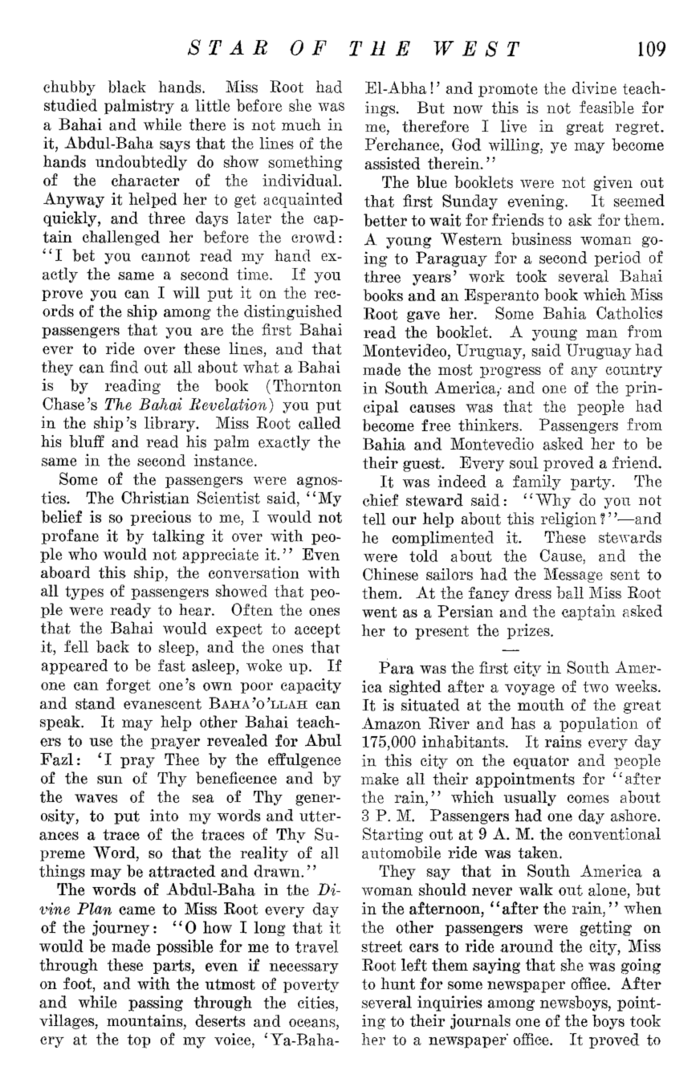 STAR OF THE WEST 109
chubby black hands. Miss Root had
studied palmistry a little before she was
a Bahai and while there is not much in
it, Abdul-Baha says that the lines of the
hands undoubtedly do show something
of the character of the individual.
Anyway it helped her to get acquainted
quickly, and three days later the cap-
tain challenged her before the crowd:
“I bet you cannot read my hand ex-
actly the same a second time. If you
prove you can I will put it on the rec-
ords of the ship among the distinguished
passengers that you are the first Bahai
ever to ride over these lines, and that
they can find out all about what a Bahai
is by reading the book (Thornton
Chase's The Bahai Revelation) you put
in the ship's library. Miss Root called
his bluff and read his palm exactly the
same in the second instance.
Some of the passengers were agnos-
tics. The Christian Scientist said, “My
belief is so precious to me, I would not
profane it by talking it over with peo-
ple who would not appreciate it.” Even
aboard this ship, the conversation with
all types of passengers showed that peo-
ple were ready to hear. Often the ones
that the Bahai would expect to accept
it, fell back to sleep, and the ones that
appeared to be fast asleep, woke up. If
one can forget one's own poor capacity
and stand evanescent BAHA'O'LLAH can
speak. It may help other Bahai teach-
ers to use the prayer revealed for Abul
Fazl: ‘I pray Thee by the effulgence
of the sun of Thy beneficence and by
the waves of the sea of Thy gener-
osity, to put into my words and utter-
ances a trace of the traces of Thy Su-
preme Word, so that the reality of all
things may be attracted and drawn.”
The words of Abdul-Baha in the Di-
vine Plan came to Miss Root every day
of the journey: “O how I long that it
would be made possible for me to travel
through these parts, even if necessary
on foot, and with the utmost of poverty
and while passing through the cities,
villages, mountains, deserts and oceans,
cry at the top of my voice, ‘Ya-Baha-
El-Abha!’ and promote the divine teach-
ings. But now this is not feasible for
me, therefore I live in great regret.
Perchance, God willing, ye may become
assisted therein.”
The blue booklets were not given out
that first Sunday evening. It seemed
better to wait for friends to ask for them.
A young Western business woman go-
ing to Paraguay for a second period of
three years' work took several Bahai
books and an Esperanto book which Miss
Root gave her. Some Bahia Catholics
read the booklet. A young man from
Montevideo, Uruguay, said Uruguay had
made the most progress of any country
in South America, and one of the prin-
cipal causes was that the people had
become free thinkers. Passengers from
Bahia and Montevedio asked her to be
their guest. Every soul proved a friend.
It was indeed a family party. The
chief steward said: “Why do you not
tell our help about this religion?”—and
he complimented it. These stewards
were told about the Cause, and the
Chinese sailors had the Message sent to
them. At the fancy dress ball Miss Root
went as a Persian and the captain asked
her to present the prizes.
—
Para was the first city in South Amer-
ica sighted after a voyage of two weeks.
It is situated at the mouth of the great
Amazon River and has a population of
175,000 inhabitants. It rains every day
in this city on the equator and people
make all their appointments for “after
the rain,” which usually comes about
3 P. M. Passengers had one day ashore.
Starting out at 9 A. M. the conventional
automobile ride was taken.
They say that in South America a
woman should never walk out alone, but
in the afternoon, “after the rain,” when
the other passengers were getting on
street cars to ride around the city, Miss
Root left them saying that she was going
to hunt for some newspaper office. After
several inquiries among newsboys, point-
ing to their journals one of the boys took
her to a newspaper office. It proved to